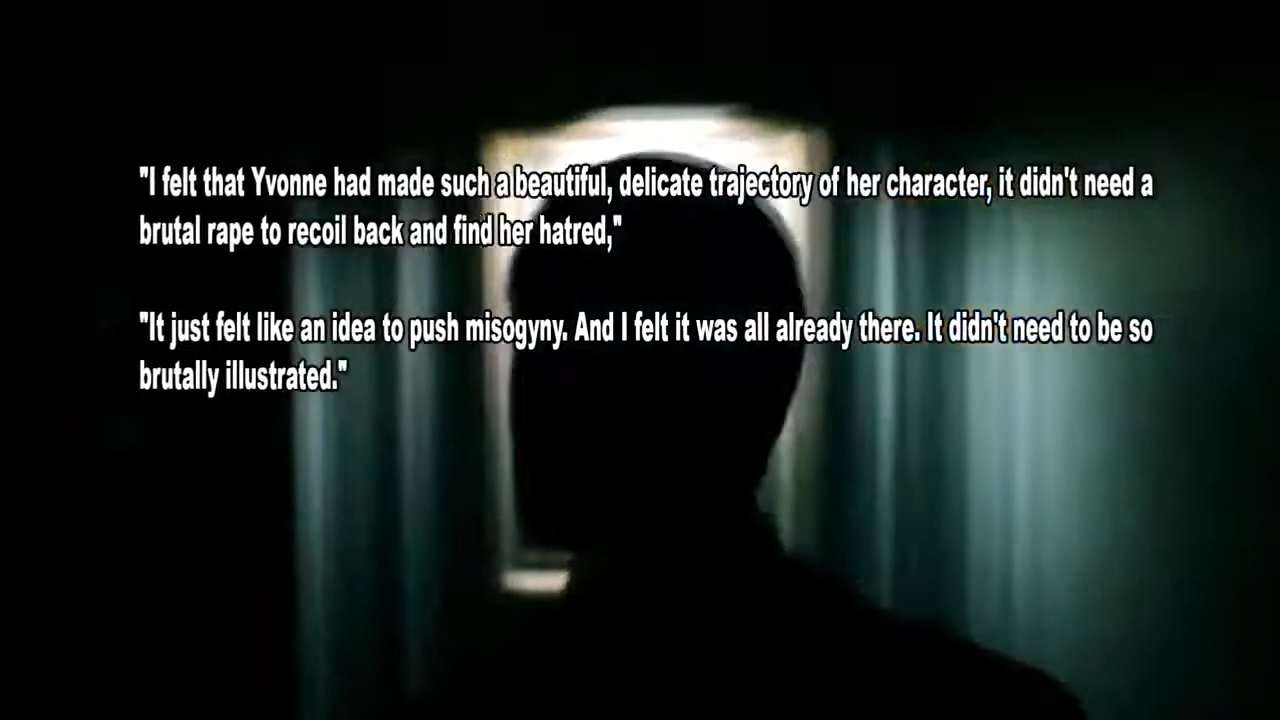 "I felt that Yvonne had made such a beautiful, delicate trajectory of her character, it didn't need a
brutal rape to recoil back and find her hatred,"
"It just felt like an idea to push misogyny. And I felt it was all already there. It didn't need to be so
brutally illustrated."